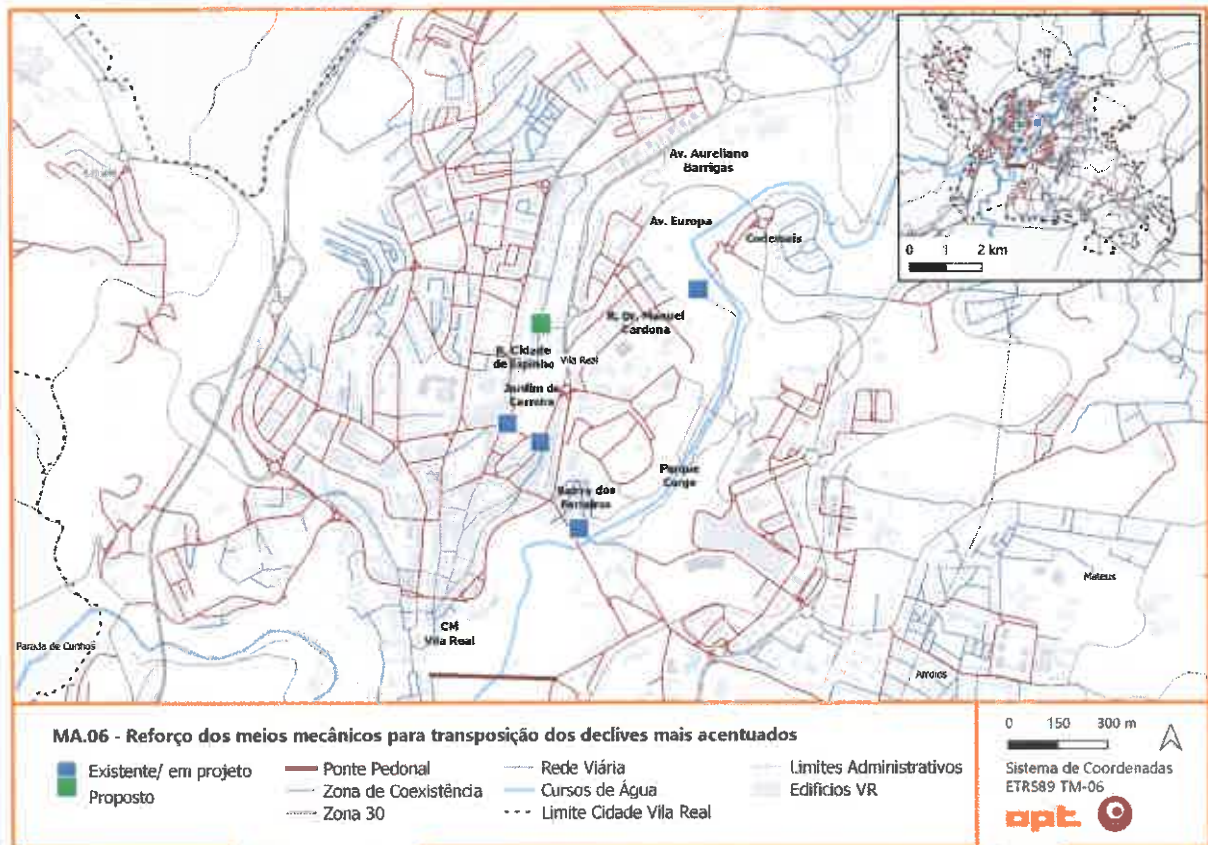 Av. Aureliano
Barrigas
Av. Europa
Codessais
R. Dr. Manuel
Cardona
R. Cidade
de Espinho
Vila Real
Jardim da
Carreira
Parque
Corgo
Bairro dos
Ferreiros
Mateus
CM
Vila Real
Parada de Cunhos
Arroios
0 1 2 km
MA.06 - Reforço dos meios mecânicos para transposição dos declives mais acentuados
Existente/ em projeto
Proposto
Ponte Pedonal
Zona de Coexistência
Zona 30
Rede Viária
Cursos de Água
Limite Cidade Vila Real
Limites Administrativos
Edifícios VR
0 150 300 m
Sistema de Coordenadas
ETRS89 TM-06
opt